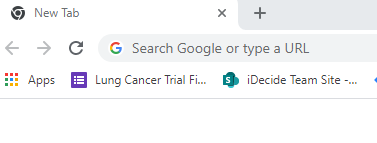 New Tab
Search Google or type a URL
Apps Lung Cancer Trial Fi... iDecide Team Site -...